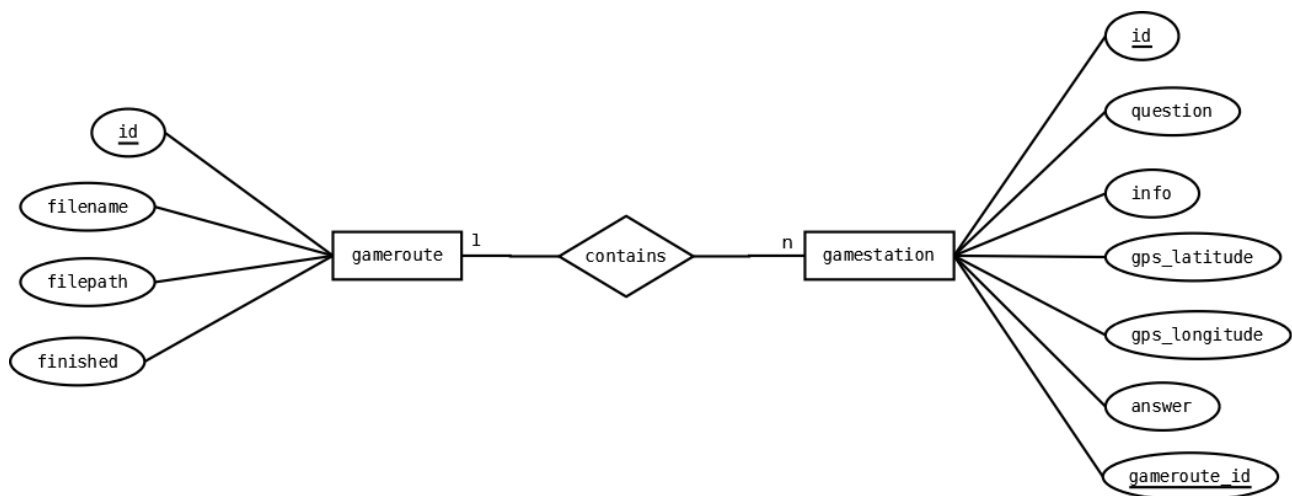 id
filename
filepath
finished
gameroute
1
contains
n
gamestation
id
question
info
gps_latitude
gps_longitude
answer
gameroute_id